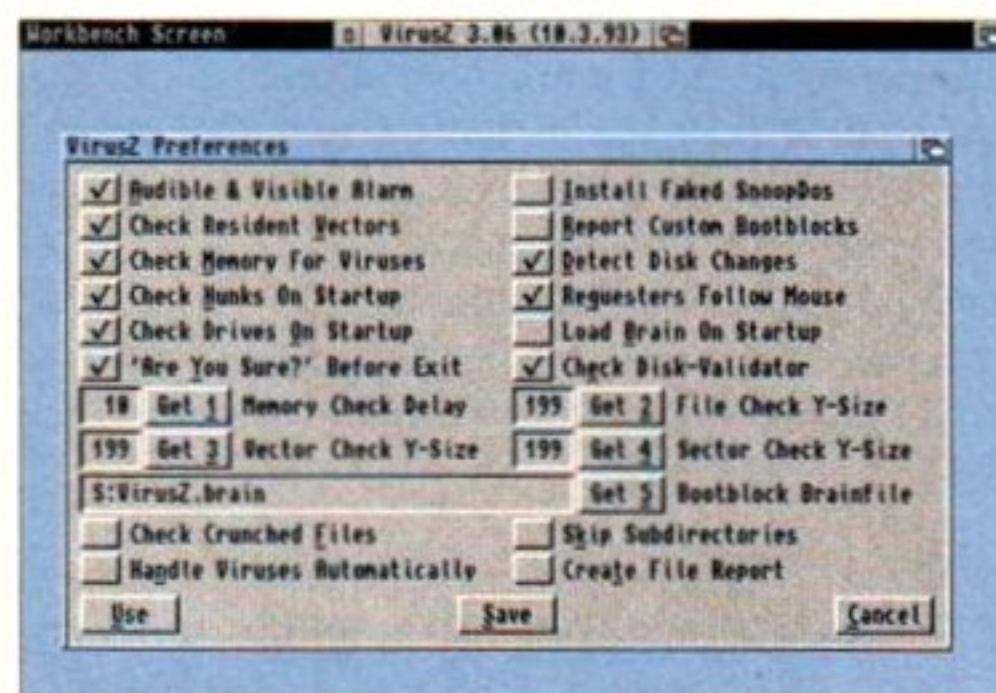 Workbench Screen
VirusZ 3.06 (10.3.93)
VirusZ Preferences
Audible & Visible Alarm
Install Faked SnoopDos
Check Resident Vectors
Report Custom Bootblocks
Check Memory For Viruses
Detect Disk Changes
Check Hunks On Startup
Requesters Follow Mouse
Check Drives On Startup
Load Brain On Startup
'Are You Sure?' Before Exit
Check Disk-Validator
10 Get 1 Memory Check Delay
199 Get 2 File Check Y-Size
199 Get 3 Vector Check Y-Size
199 Get 4 Sector Check Y-Size
S:VirusZ.brain Get 5 Bootblock Brainfile
Check Crunched Files
Skip Subdirectories
Handle Viruses Automatically
Create File Report
Use
Save
Cancel